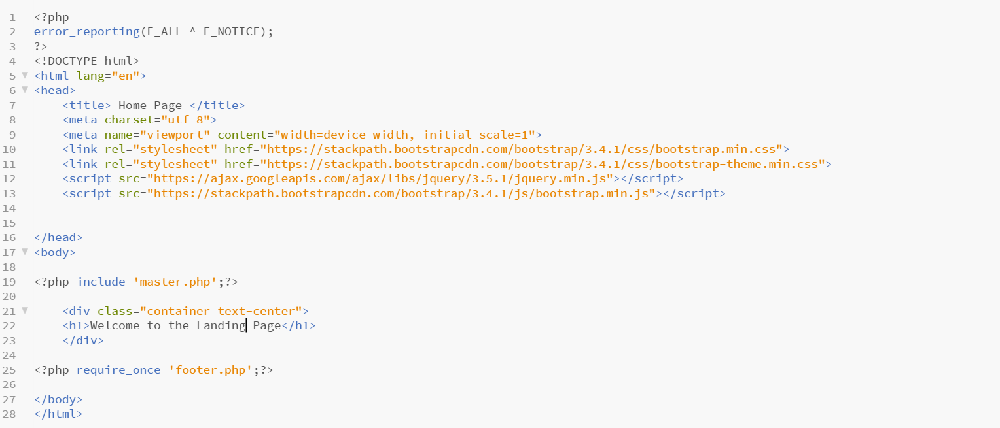 1 <?php
2 error_reporting(E_ALL ^ E_NOTICE);
3 ?>
4 <!DOCTYPE html>
5 <html lang="en">
6 <head>
7     <title> Home Page </title>
8     <meta charset="utf-8">
9     <meta name="viewport" content="width=device-width, initial-scale=1">
10     <link rel="stylesheet" href="https://stackpath.bootstrapcdn.com/bootstrap/3.4.1/css/bootstrap.min.css">
11     <link rel="stylesheet" href="https://stackpath.bootstrapcdn.com/bootstrap/3.4.1/css/bootstrap-theme.min.css">
12     <script src="https://ajax.googleapis.com/ajax/libs/jquery/3.5.1/jquery.min.js"></script>
13     <script src="https://stackpath.bootstrapcdn.com/bootstrap/3.4.1/js/bootstrap.min.js"></script>
14
15
16 </head>
17 <body>
18
19 <?php include 'master.php';?>
20
21     <div class="container text-center">
22     <h1>Welcome to the Landing Page</h1>
23     </div>
24
25 <?php require_once 'footer.php';?>
26
27 </body>
28 </html>